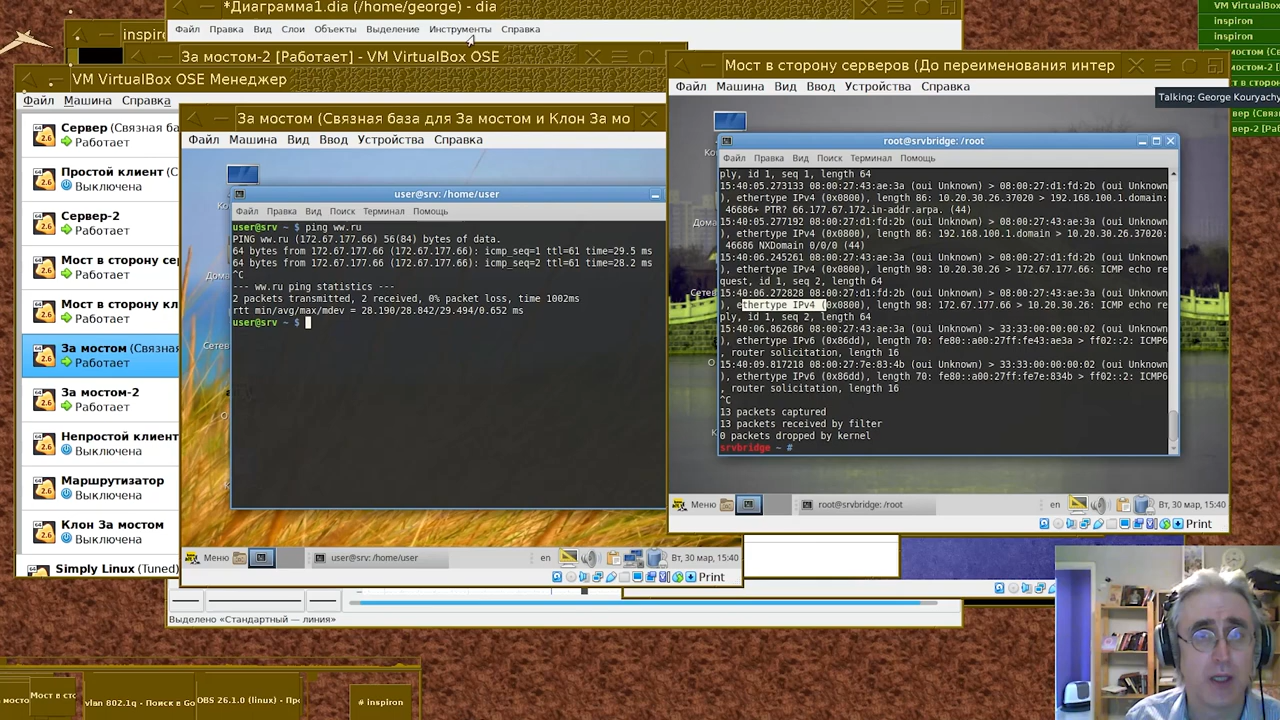 *Диаграмма1.dia (/home/george) - dia
Файл Правка Вид Слои Объекты Выделение Инструменты Справка
inspir
За мостом-2 [Работает] - VM VirtualBox OSE
VM VirtualBox OSE Менеджер
Файл Машина Справка
Сервер (Связная ба
Работает
Простой клиент
Выключена
Сервер-2
Работает
Мост в сторону сер
Работает
Мост в сторону кл
Работает
За мостом (Связная
Работает
За мостом-2
Работает
Непростой клиент
Выключена
Маршрутизатор
Выключена
Клон За мостом
Выключена
Simply Linux (Tuned)
За мостом (Связная база для За мостом и Клон За мо
Файл Машина Вид Ввод Устройства Справка
user@srv: /home/user
Файл Правка Вид Поиск Терминал Помощь
user@srv ~ $ ping ww.ru
PING ww.ru (172.67.177.66) 56(84) bytes of data.
64 bytes from 172.67.177.66 (172.67.177.66): icmp_seq=1 ttl=61 time=29.5 ms
64 bytes from 172.67.177.66 (172.67.177.66): icmp_seq=2 ttl=61 time=28.2 ms
^C
--- ww.ru ping statistics ---
2 packets transmitted, 2 received, 0% packet loss, time 1002ms
rtt min/avg/max/mdev = 28.190/28.842/29.494/0.652 ms
user@srv ~ $
Меню user@srv: /home/user en Вт, 30 мар, 15:40
Print
Мост в сторону серверов (До переименования интер
Файл Машина Вид Ввод Устройства Справка
root@srvbridge: /root
Файл Правка Вид Поиск Терминал Помощь
ply, id 1, seq 1, length 64
15:40:05.273133 08:00:27:43:ae:3a (oui Unknown) > 08:00:27:d1:fd:2b (oui Unknown
), ethertype IPv4 (0x0800), length 86: 10.20.30.26.37020 > 192.168.100.1.domain:
46686+ PTR? 66.177.67.172.in-addr.arpa. (44)
15:40:05.277192 08:00:27:d1:fd:2b (oui Unknown) > 08:00:27:43:ae:3a (oui Unknown
), ethertype IPv4 (0x0800), length 86: 192.168.100.1.domain > 10.20.30.26.37020:
46686 NXDomain 0/0/0 (44)
15:40:06.245261 08:00:27:43:ae:3a (oui Unknown) > 08:00:27:d1:fd:2b (oui Unknown
), ethertype IPv4 (0x0800), length 98: 10.20.30.26 > 172.67.177.66: ICMP echo re
quest, id 1, seq 2, length 64
15:40:06.272828 08:00:27:d1:fd:2b (oui Unknown) > 08:00:27:43:ae:3a (oui Unknown
), ethertype IPv4 (0x0800), length 98: 172.67.177.66 > 10.20.30.26: ICMP echo re
ply, id 1, seq 2, length 64
15:40:06.862686 08:00:27:43:ae:3a (oui Unknown) > 33:33:00:00:00:02 (oui Unknown
), ethertype IPv6 (0x86dd), length 70: fe80::a00:27ff:fe43:ae3a > ff02::2: ICMP6
, router solicitation, length 16
15:40:09.817218 08:00:27:7e:83:4b (oui Unknown) > 33:33:00:00:00:02 (oui Unknown
), ethertype IPv6 (0x86dd), length 70: fe80::a00:27ff:fe7e:834b > ff02::2: ICMP6
, router solicitation, length 16
^C
13 packets captured
13 packets received by filter
0 packets dropped by kernel
srvbridge ~ #
Меню root@srvbridge: /root en Вт, 30 мар, 15:40
Print
VM VirtualBox
inspiron
inspiron
Talking: George Kouryachy
Выделено «Стандартный — линия»
Мост в сто
vlan 802.1q - Поиск в Go
OBS 26.1.0 (linux) - Про
# inspiron